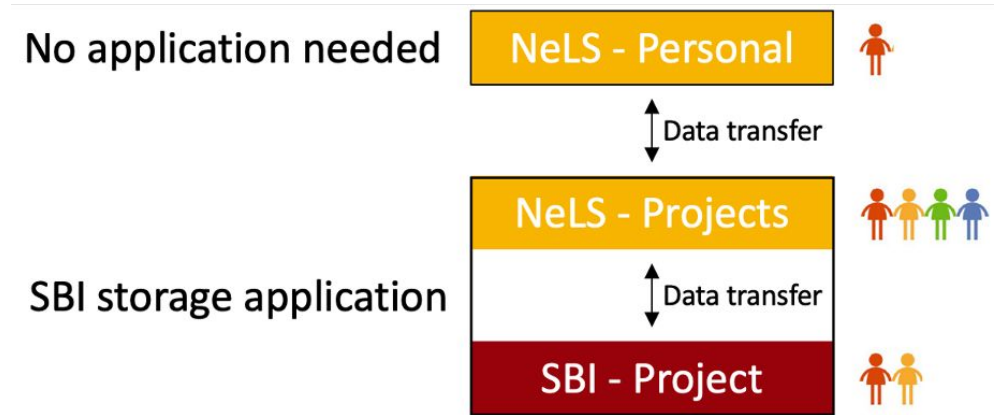 No application needed
NeLS - Personal
Data transfer
NeLS - Projects
SBI storage application
Data transfer
SBI - Project